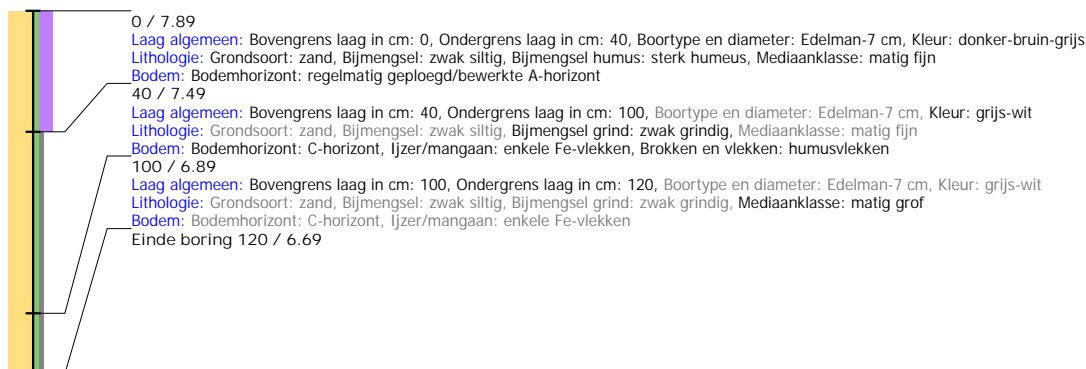 0 / 7.89
Laag algemeen: Bovengrens laag in cm: 0, Ondergrens laag in cm: 40, Boortype en diameter: Edelman-7 cm, Kleur: donker-bruin-grijs
Lithologie: Grondsoort: zand, Bijmengsel: zwak siltig, Bijmengsel humus: sterk humeus, Mediaanklasse: matig fijn
Bodem: Bodemhorizont: regelmatig geploegd/bewerkte A-horizont
40 / 7.49
Laag algemeen: Bovengrens laag in cm: 40, Ondergrens laag in cm: 100, Boortype en diameter: Edelman-7 cm, Kleur: grijs-wit
Lithologie: Grondsoort: zand, Bijmengsel: zwak siltig, Bijmengsel grind: zwak grindig, Mediaanklasse: matig fijn
Bodem: Bodemhorizont: C-horizont, Ijzer/mangaan: enkele Fe-vlekken, Brokken en vlekken: humusvlekken
100 / 6.89
Laag algemeen: Bovengrens laag in cm: 100, Ondergrens laag in cm: 120, Boortype en diameter: Edelman-7 cm, Kleur: grijs-wit
Lithologie: Grondsoort: zand, Bijmengsel: zwak siltig, Bijmengsel grind: zwak grindig, Mediaanklasse: matig grof
Bodem: Bodemhorizont: C-horizont, Ijzer/mangaan: enkele Fe-vlekken
Einde boring 120 / 6.69